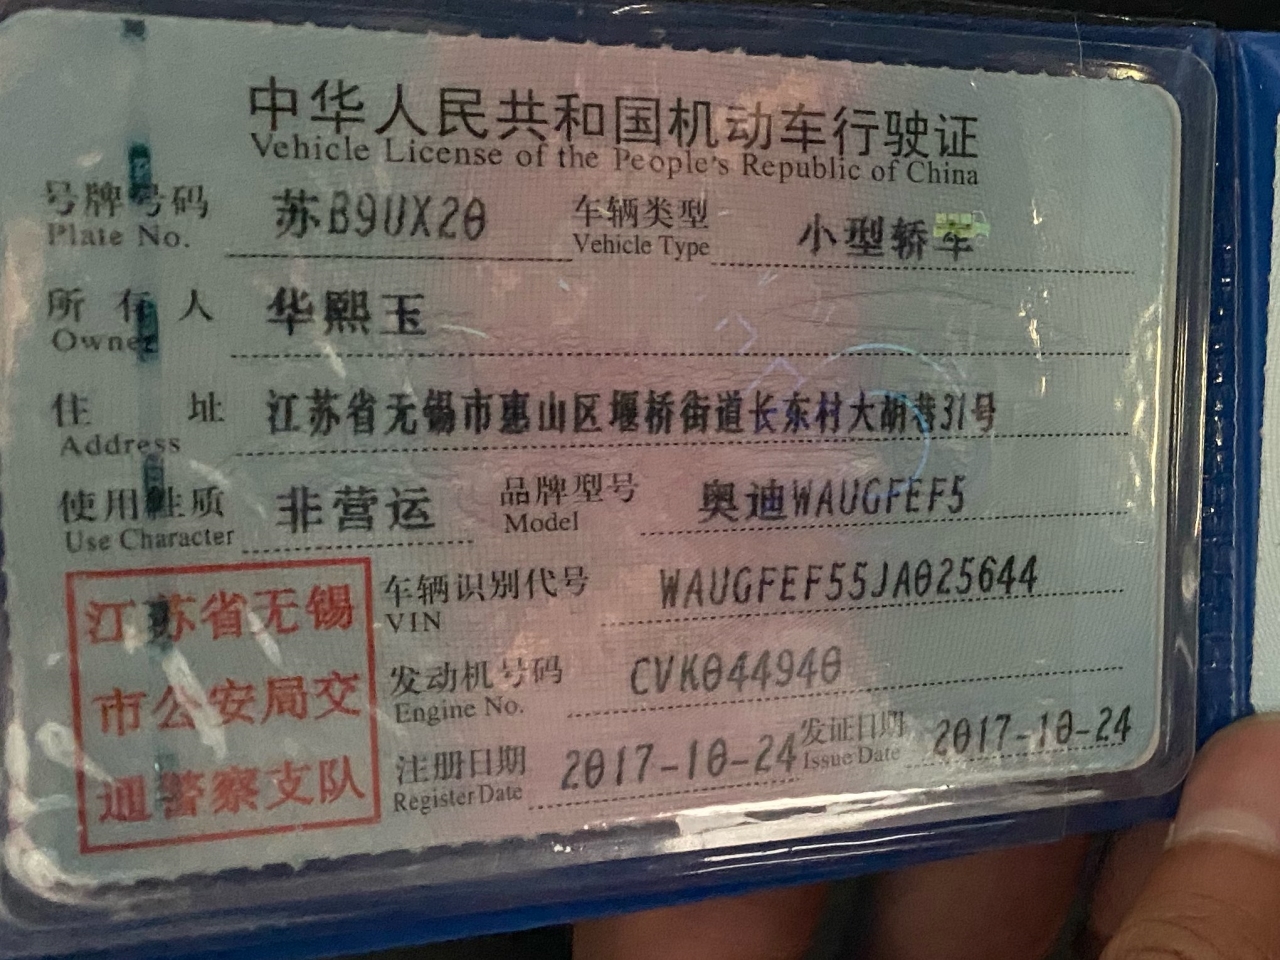 中华人民共和国机动车行驶证
Vehicle License of the People's Republic of China
号牌号码 苏B9UX20 车辆类型 小型轿车
Plate No. Vehicle Type
所有人 华熙玉
Owner
住址 江苏省无锡市惠山区堰桥街道长东村大胡巷31号
Address
使用性质 非营运 品牌型号 奥迪WAUGFEF5
Use Character Model
江苏省无锡
市公安局交
通警察支队
车辆识别代号 WAUGFEF55JA025644
VIN
发动机号码 CVK044940
Engine No.
注册日期 2017-10-24 发证日期 2017-10-24
Register Date Issue Date